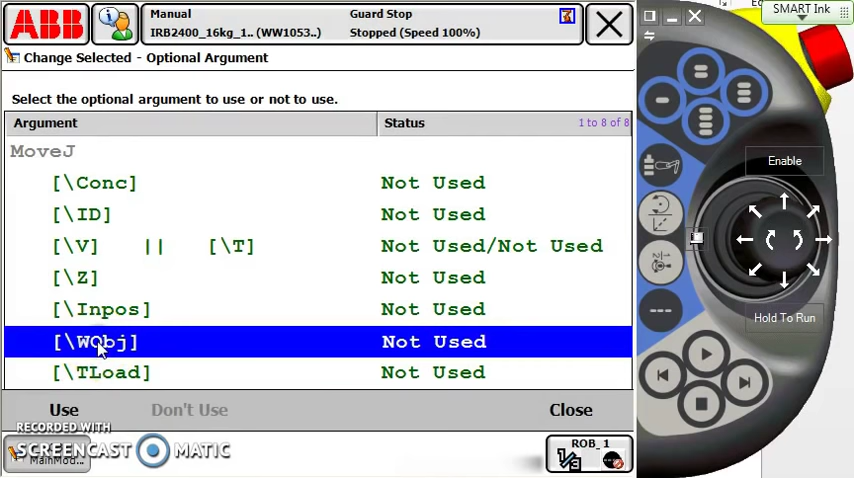 ABB
Manual
IRB2400_16kg_1.. (WW1053..)
Guard Stop
Stopped (Speed 100%)
SMART Ink
Change Selected - Optional Argument
Select the optional argument to use or not to use.
Argument Status 1 to 8 of 8
MoveJ
[\Conc] Not Used
[\ID] Not Used
[\V] || [\T] Not Used/Not Used
[\Z] Not Used
[\Inpos] Not Used
[\WObj] Not Used
[\TLoad] Not Used
Use Don't Use Close
RECORDED WITH
SCREENCAST MATIC
MainMod...
ROB_1
1/3
Enable
Hold To Run